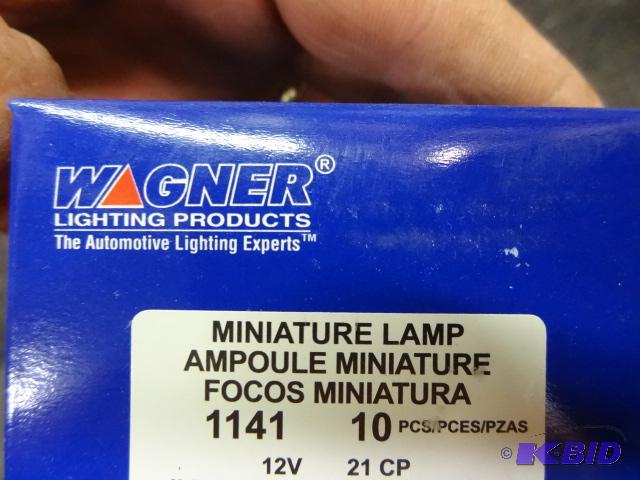 WAGNER®
LIGHTING PRODUCTS
The Automotive Lighting Experts™
MINIATURE LAMP
AMPOULE MINIATURE
FOCOS MINIATURA
1141 10 PCS/PCES/PZAS
12V 21 CP
© K-BID